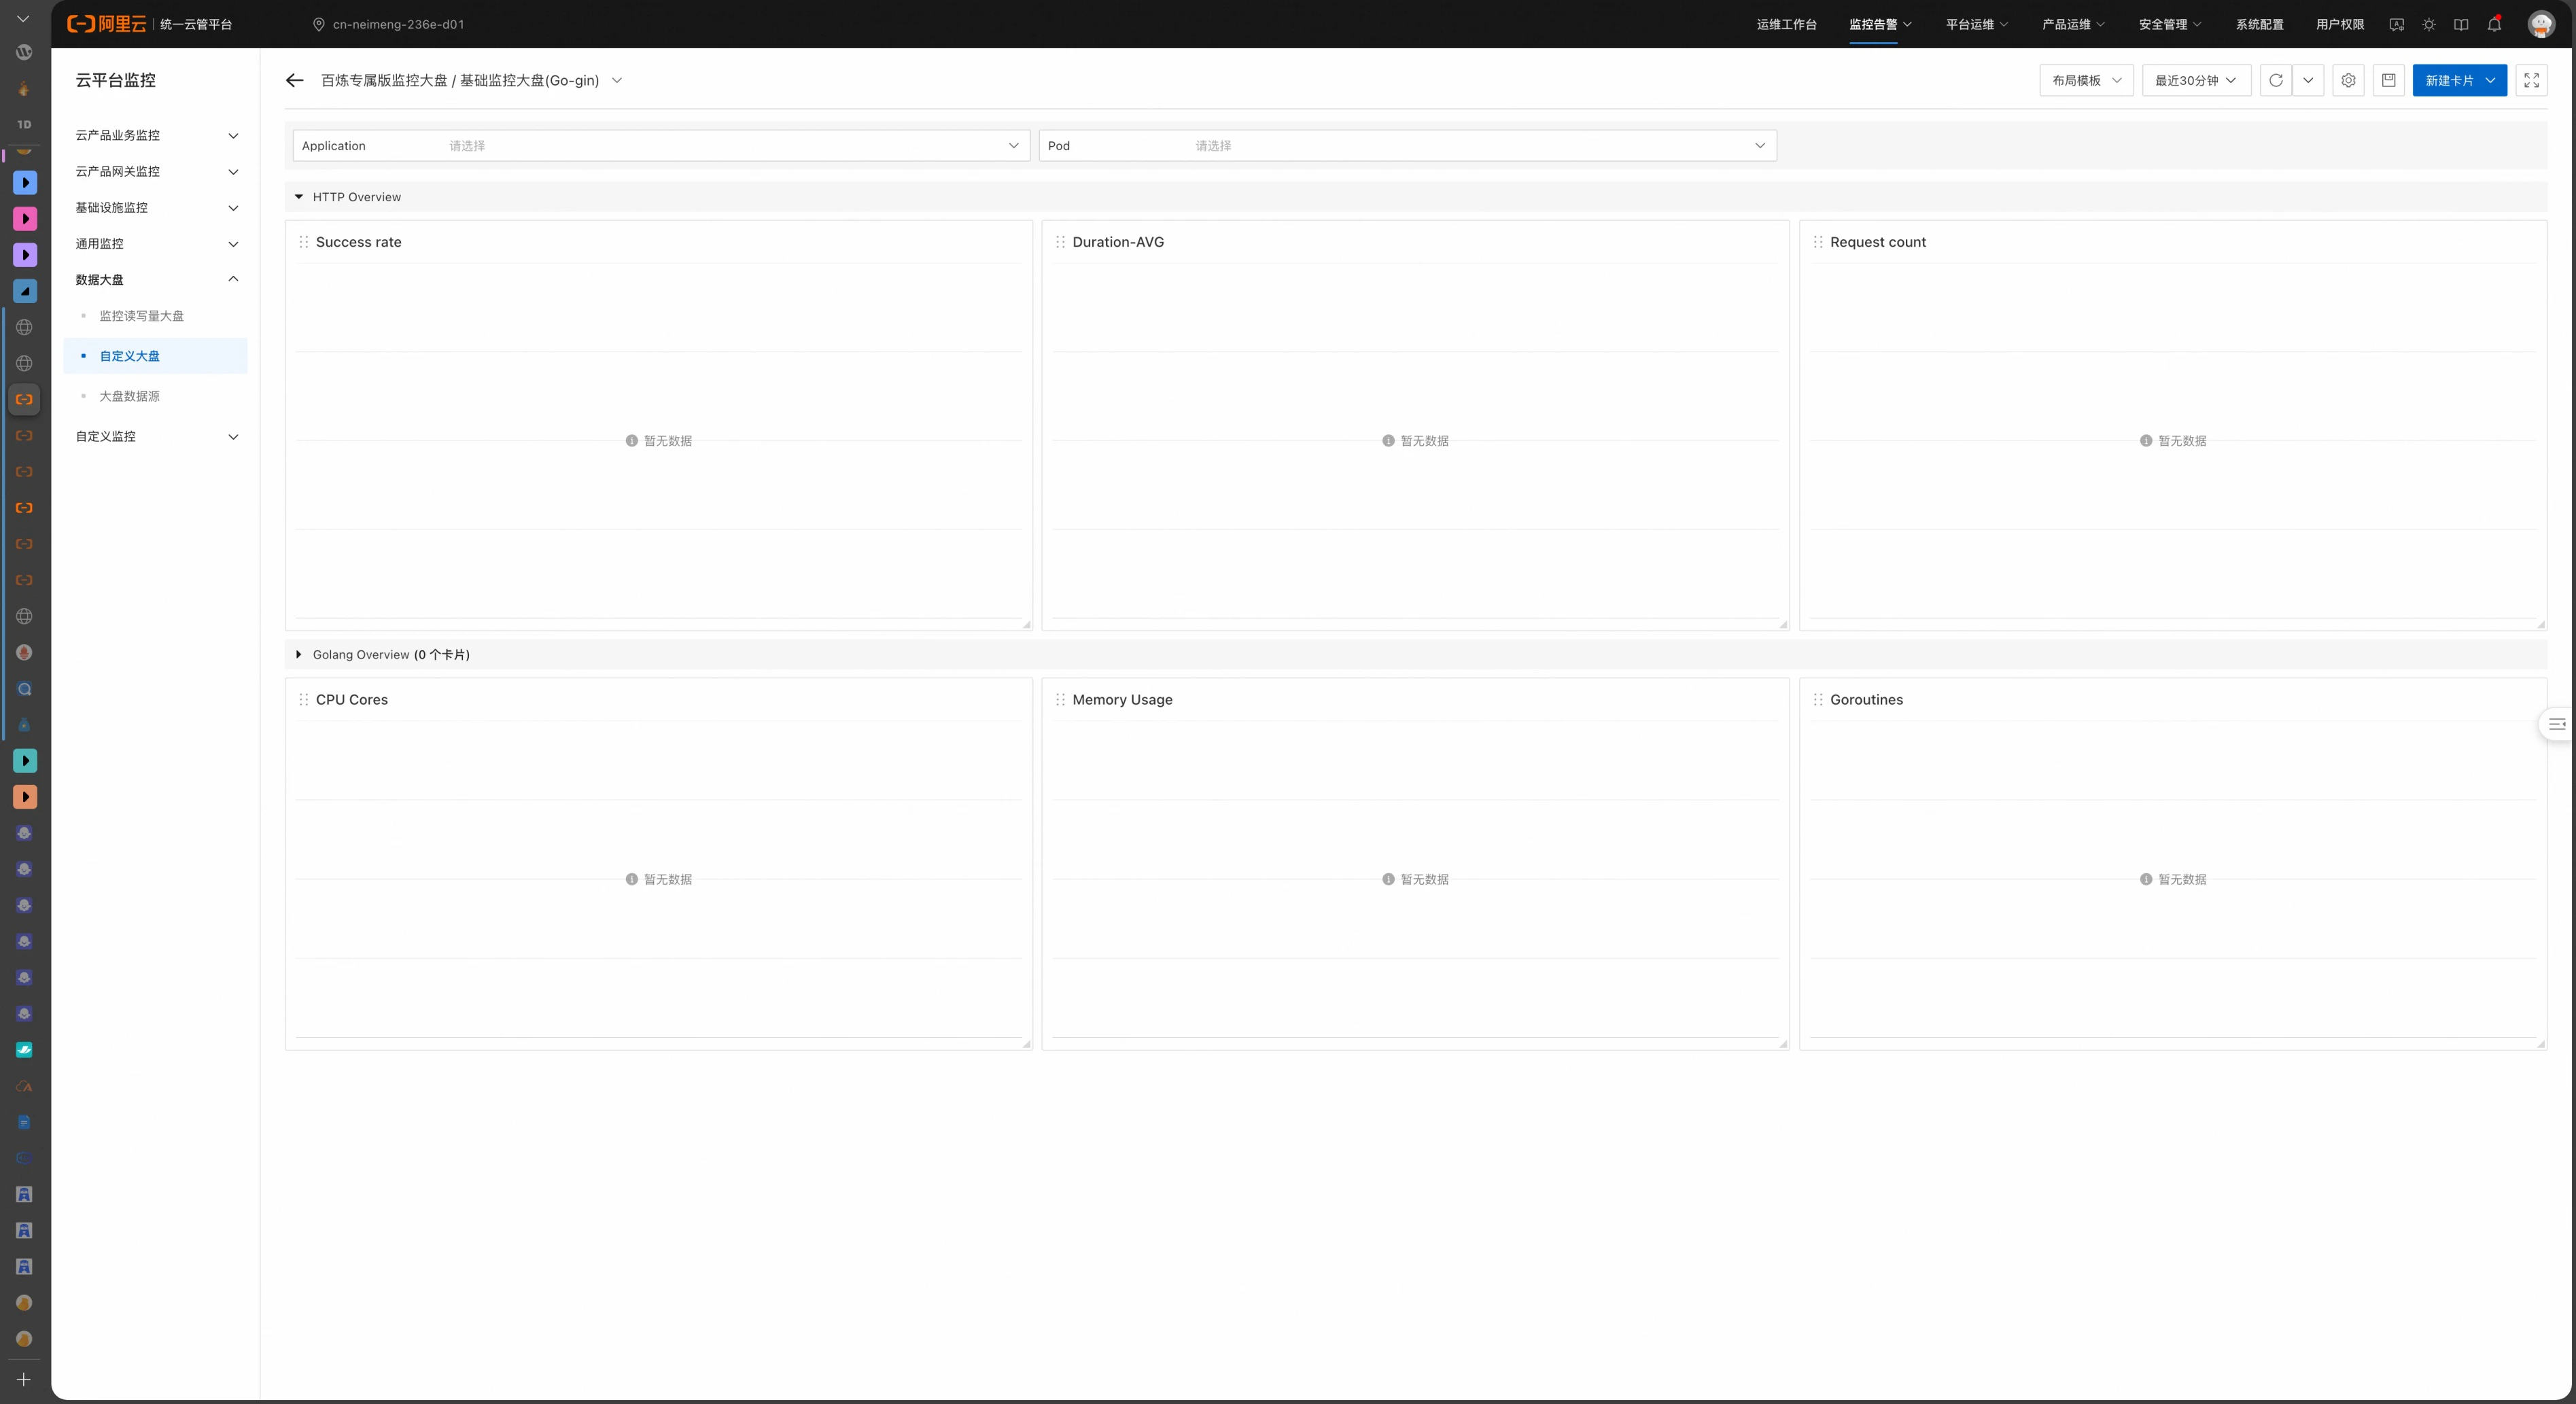 阿里云 | 统一云管平台
cn-neimeng-236e-d01
运维工作台
监控告警
平台运维
产品运维
安全管理
系统配置
用户权限
1D
云平台监控
云产品业务监控
云产品网关监控
基础设施监控
通用监控
数据大盘
监控读写量大盘
自定义大盘
大盘数据源
自定义监控
百炼专属版监控大盘 / 基础监控大盘(Go-gin)
布局模板
最近30分钟
新建卡片
Application 请选择
Pod 请选择
HTTP Overview
Success rate
暂无数据
Duration-AVG
暂无数据
Request count
暂无数据
Golang Overview (0 个卡片)
CPU Cores
暂无数据
Memory Usage
暂无数据
Goroutines
暂无数据